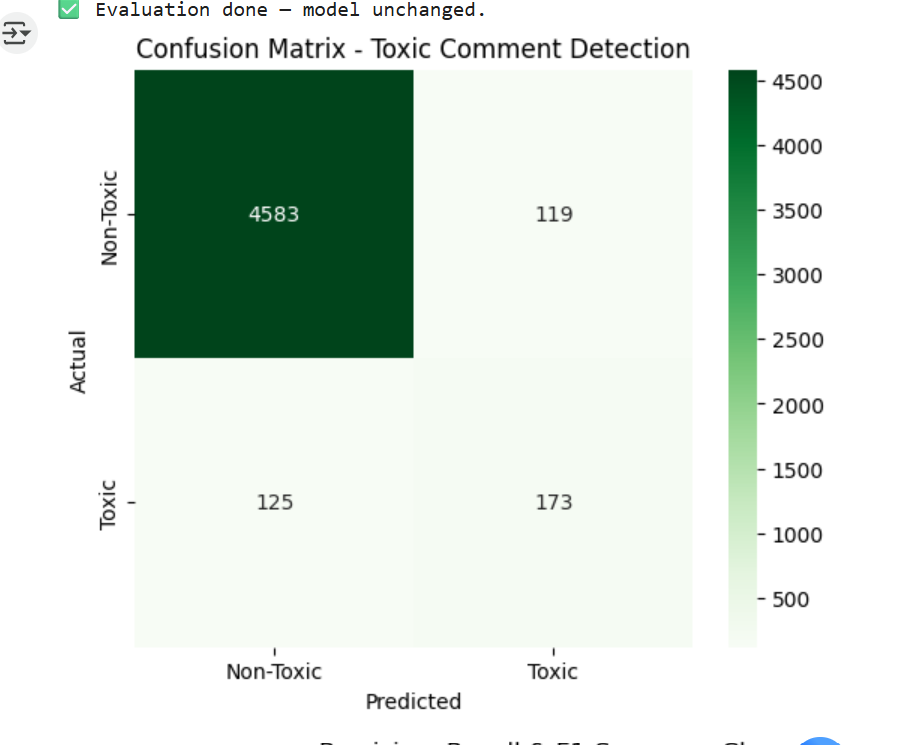 ✅ Evaluation done — model unchanged.
Confusion Matrix - Toxic Comment Detection
4500
4000
3500
3000
2500
2000
1500
1000
500
Actual
Non-Toxic
Toxic
4583 119
125 173
Non-Toxic Toxic
Predicted